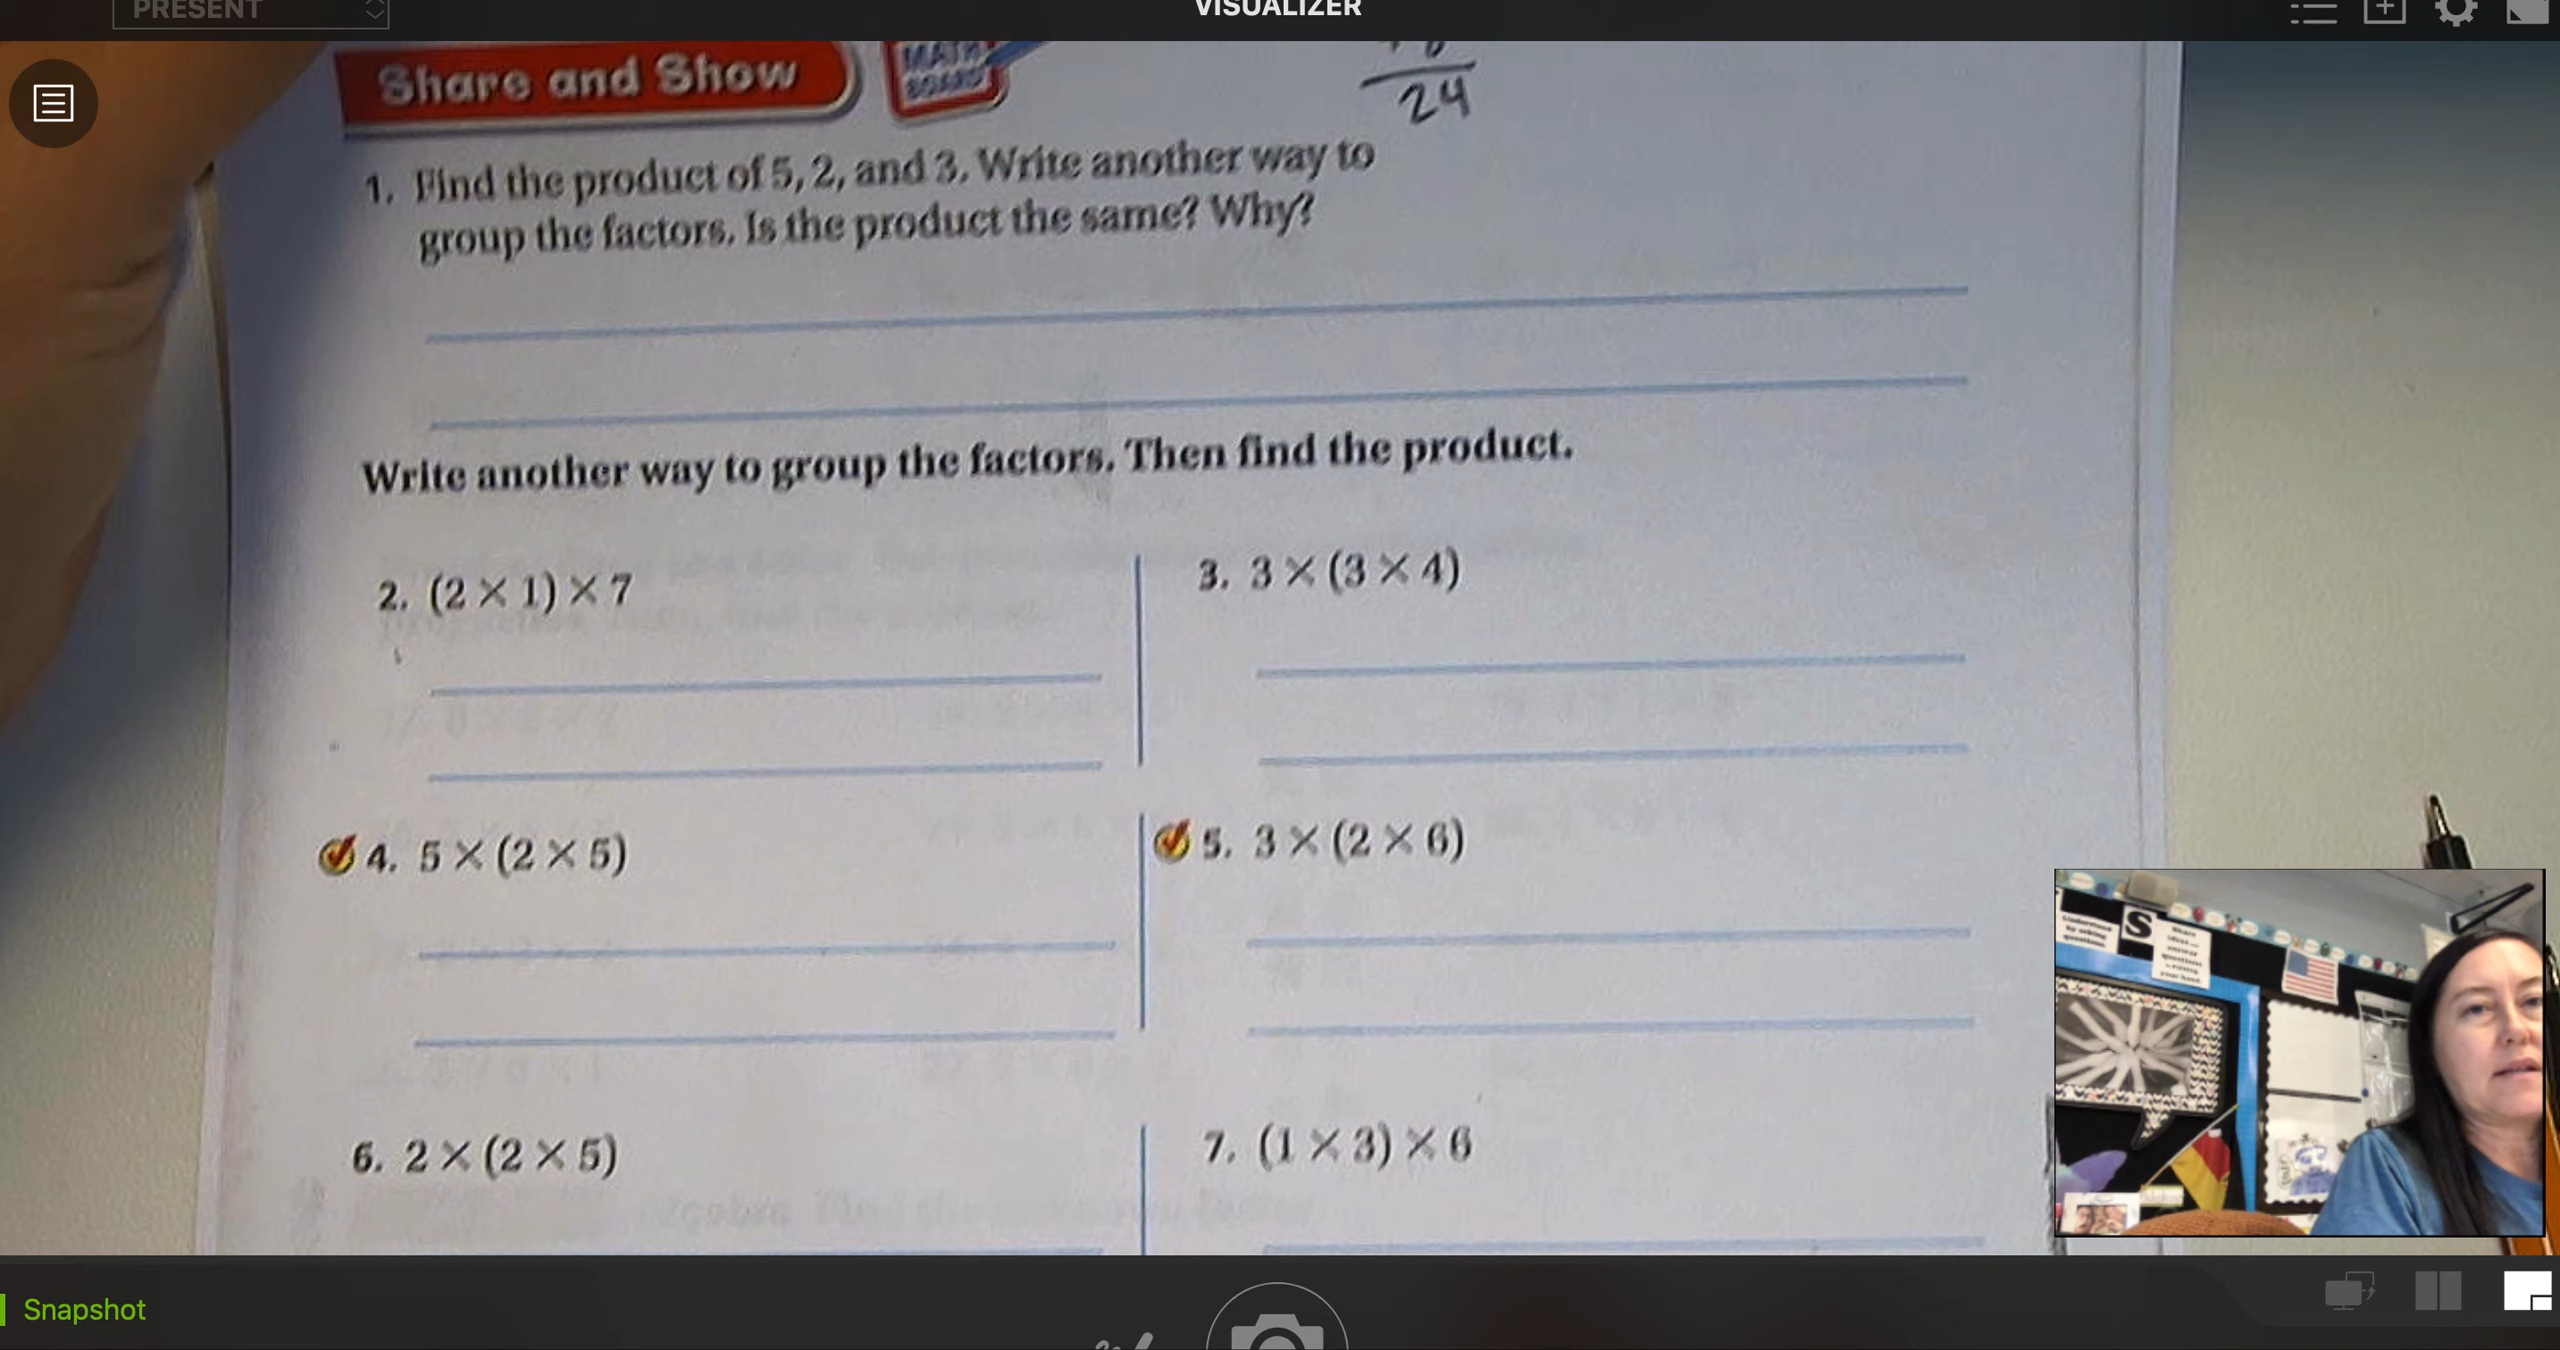 PRESENT
VISUALIZER
Share and Show
MATH
BOARD
24
1. Find the product of 5, 2, and 3. Write another way to
group the factors. Is the product the same? Why?
Write another way to group the factors. Then find the product.
2. (2 × 1) × 7
3. 3 × (3 × 4)
4. 5 × (2 × 5)
5. 3 × (2 × 6)
6. 2 × (2 × 5)
7. (1 × 3) × 6
S
Snapshot